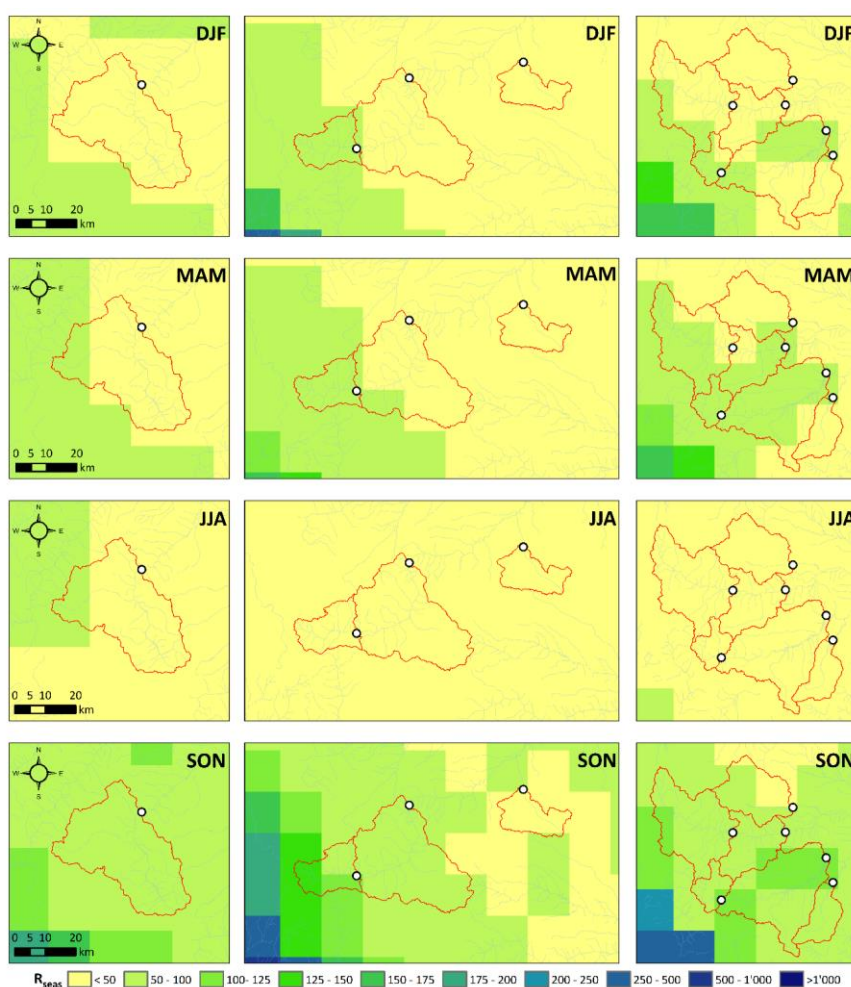 DJF DJF DJF
N
W E
S
0 5 10 20
km
MAM MAM MAM
N
W E
S
0 5 10 20
km
JJA JJA JJA
N
W E
S
0 5 10 20
km
SON SON SON
N
W E
S
0 5 10 20
km
R_seas < 50 50 - 100 100- 125 125 - 150 150 - 175 175 - 200 200 - 250 250 - 500 500 - 1'000 >1'000